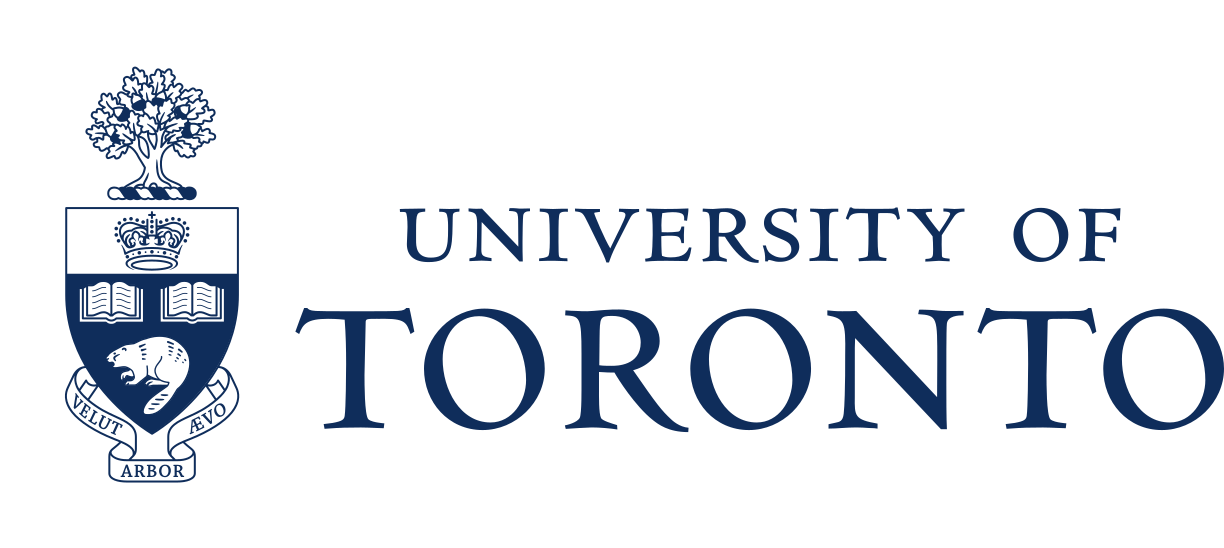 UNIVERSITY OF
TORONTO
VELUT ARBOR ÆVO